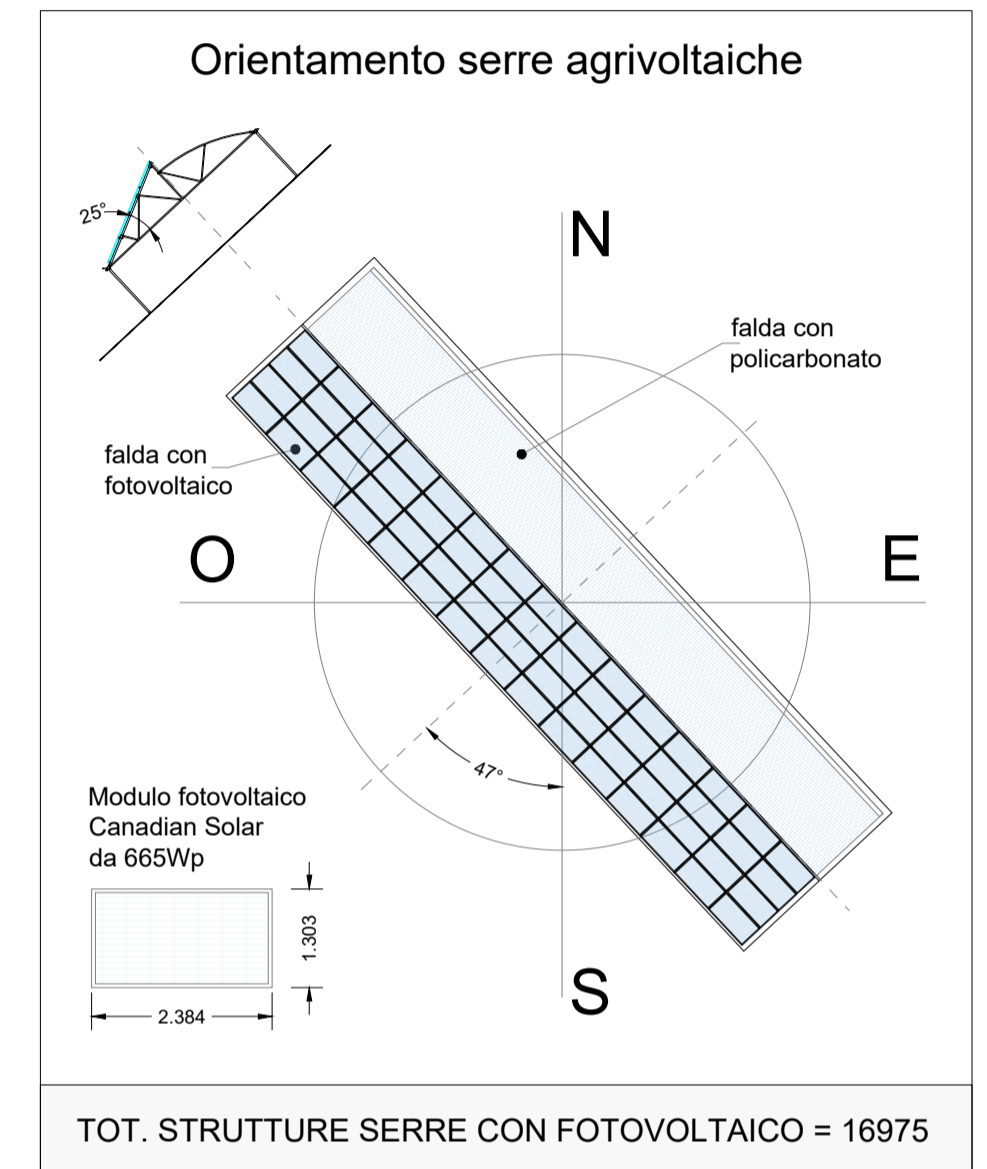 Orientamento serre agrivoltaiche
25°
N
falda con
policarbonato
falda con
fotovoltaico
O
E
47°
Modulo fotovoltaico
Canadian Solar
da 665Wp
1.303
2.384
S
TOT. STRUTTURE SERRE CON FOTOVOLTAICO = 16975